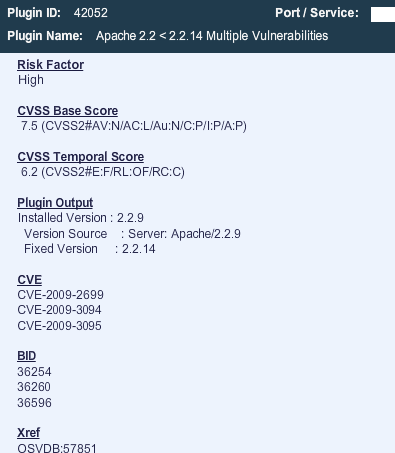 Plugin ID: 42052 Port / Service:
Plugin Name: Apache 2.2 < 2.2.14 Multiple Vulnerabilities
Risk Factor
High
CVSS Base Score
7.5 (CVSS2#AV:N/AC:L/Au:N/C:P/I:P/A:P)
CVSS Temporal Score
6.2 (CVSS2#E:F/RL:OF/RC:C)
Plugin Output
Installed Version : 2.2.9
Version Source : Server: Apache/2.2.9
Fixed Version : 2.2.14
CVE
CVE-2009-2699
CVE-2009-3094
CVE-2009-3095
BID
36254
36260
36596
Xref
OSVDB:57851